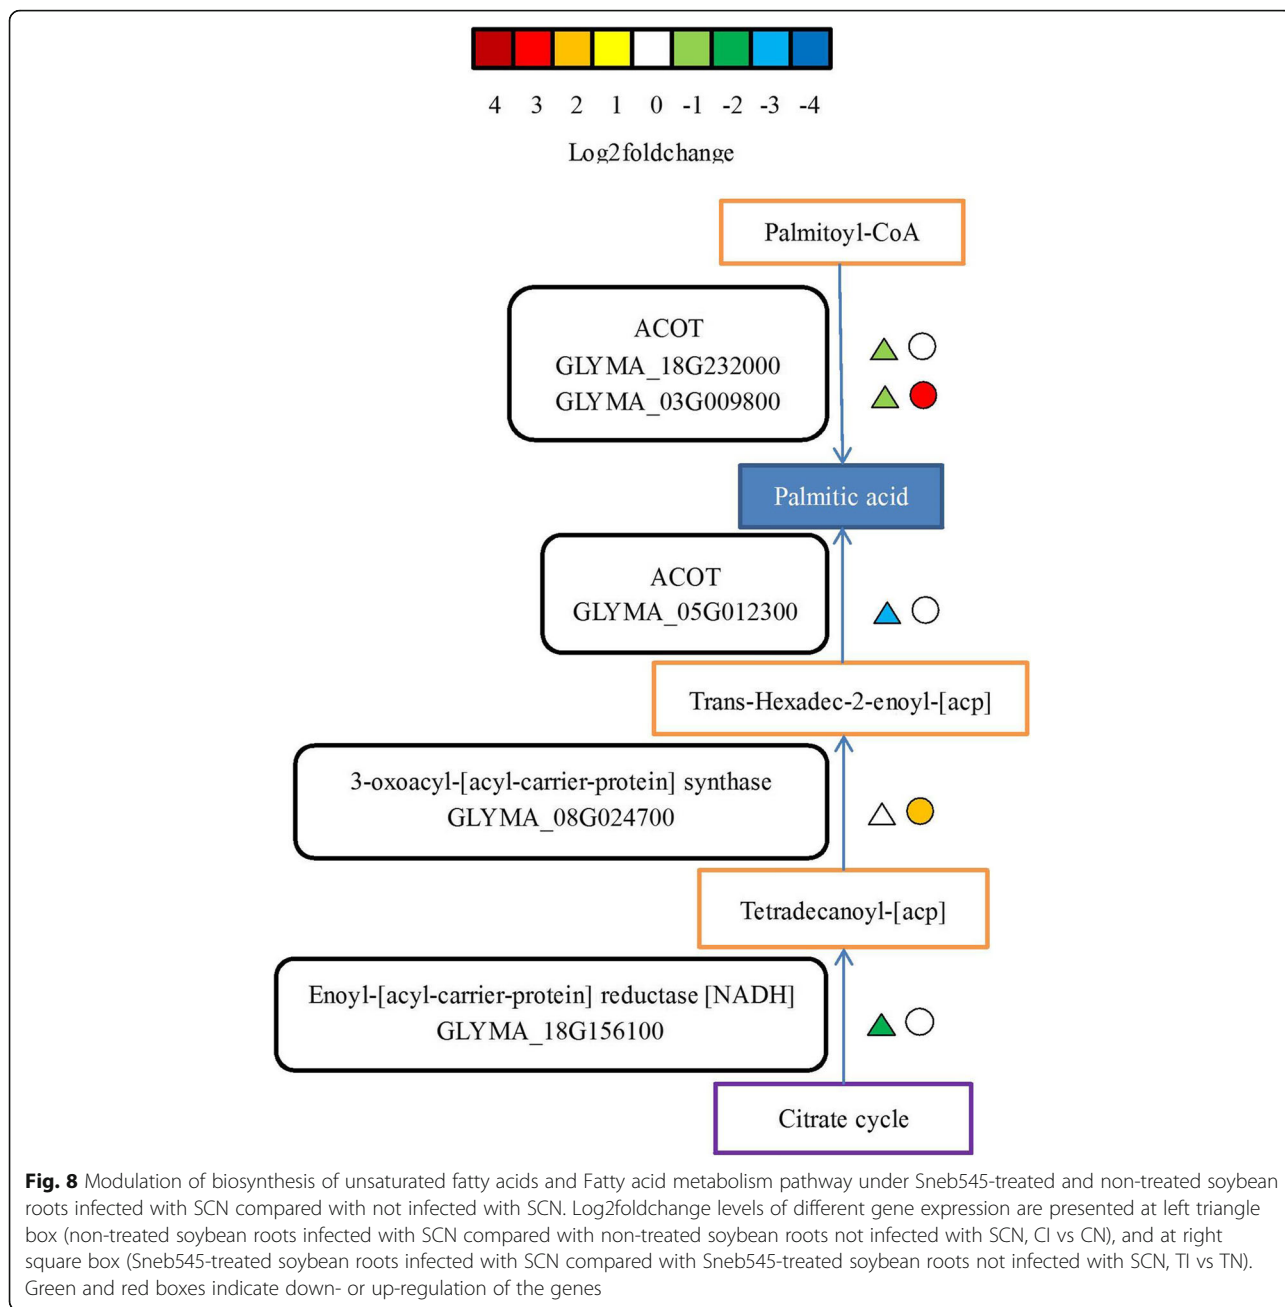 4 3 2 1 0 -1 -2 -3 -4
Log2foldchange
Palmitoyl-CoA
ACOT
GLYMA_18G232000
GLYMA_03G009800
Palmitic acid
ACOT
GLYMA_05G012300
Trans-Hexadec-2-enoyl-[acp]
3-oxoacyl-[acyl-carrier-protein] synthase
GLYMA_08G024700
Tetradecanoyl-[acp]
Enoyl-[acyl-carrier-protein] reductase [NADH]
GLYMA_18G156100
Citrate cycle
Fig. 8 Modulation of biosynthesis of unsaturated fatty acids and Fatty acid metabolism pathway under Sneb545-treated and non-treated soybean
roots infected with SCN compared with not infected with SCN. Log2foldchange levels of different gene expression are presented at left triangle
box (non-treated soybean roots infected with SCN compared with non-treated soybean roots not infected with SCN, CI vs CN), and at right
square box (Sneb545-treated soybean roots infected with SCN compared with Sneb545-treated soybean roots not infected with SCN, TI vs TN).
Green and red boxes indicate down- or up-regulation of the genes